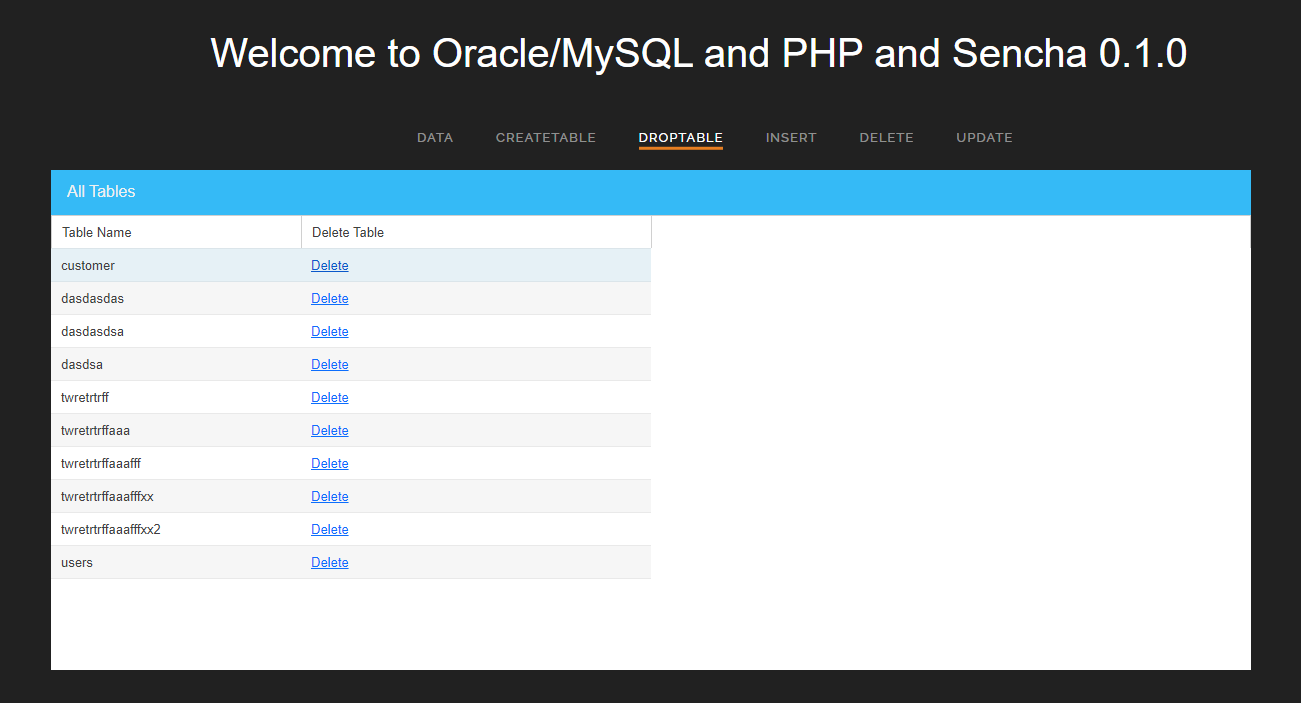 Welcome to Oracle/MySQL and PHP and Sencha 0.1.0
DATA CREATETABLE DROPTABLE INSERT DELETE UPDATE
All Tables
Table Name Delete Table
customer Delete
dasdasdas Delete
dasdasdsa Delete
dasdsa Delete
twretrtrff Delete
twretrtrffaaa Delete
twretrtrffaaafff Delete
twretrtrffaaafffxx Delete
twretrtrffaaafffxx2 Delete
users Delete